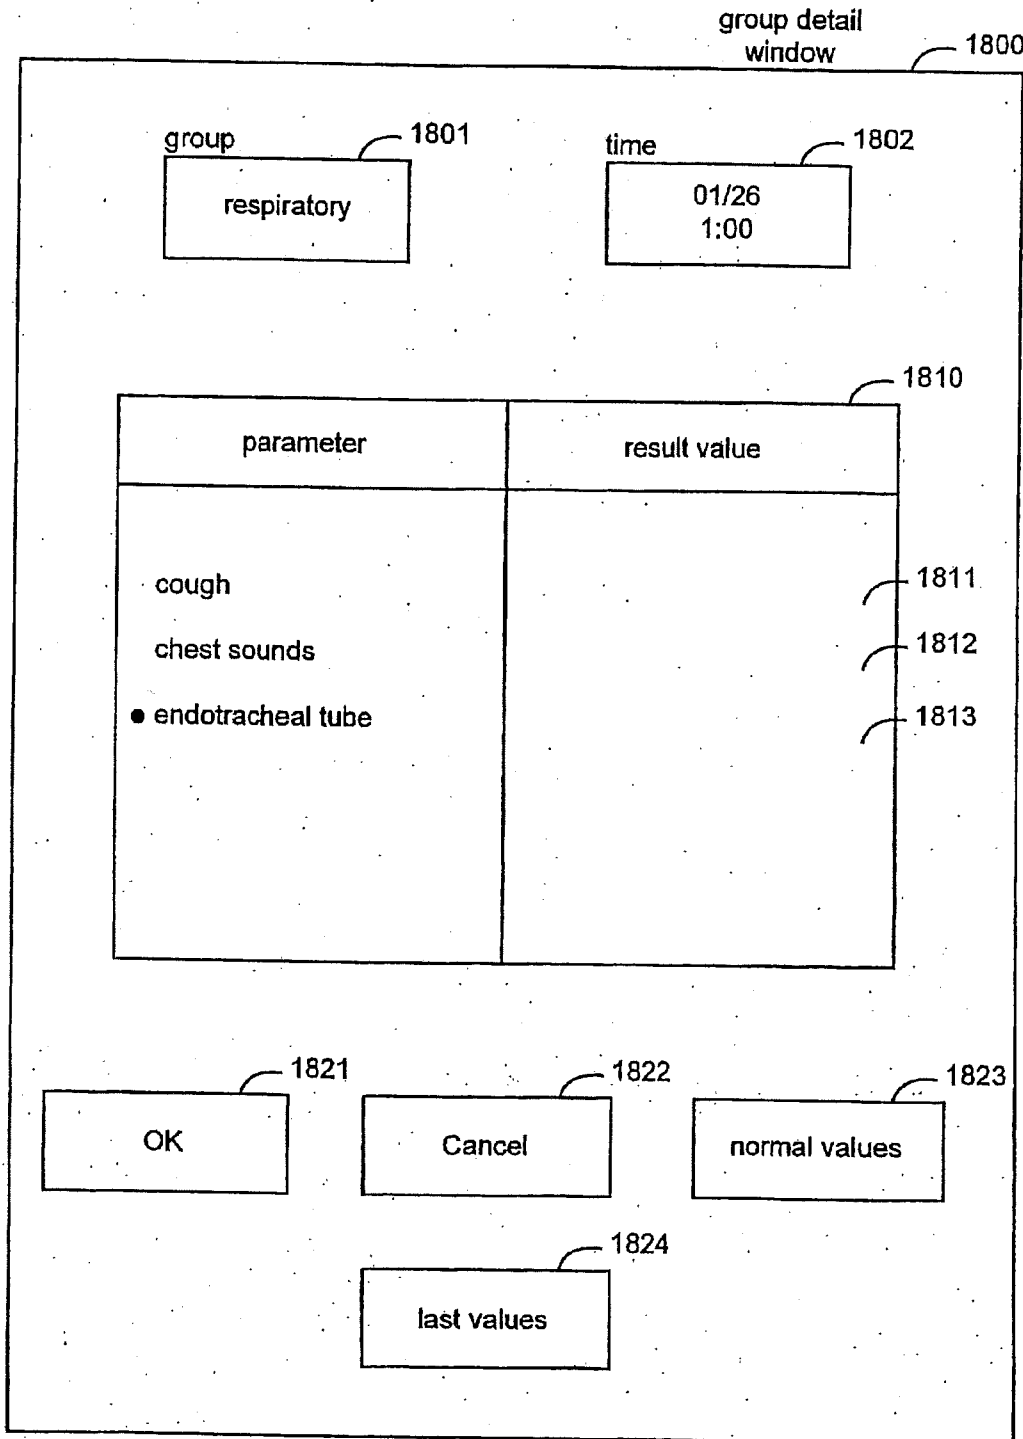 group detail
window
1800
group
1801
respiratory
time
1802
01/26
1:00
1810
parameter
result value
cough
1811
chest sounds
1812
● endotracheal tube
1813
1821
OK
1822
Cancel
1823
normal values
1824
last values